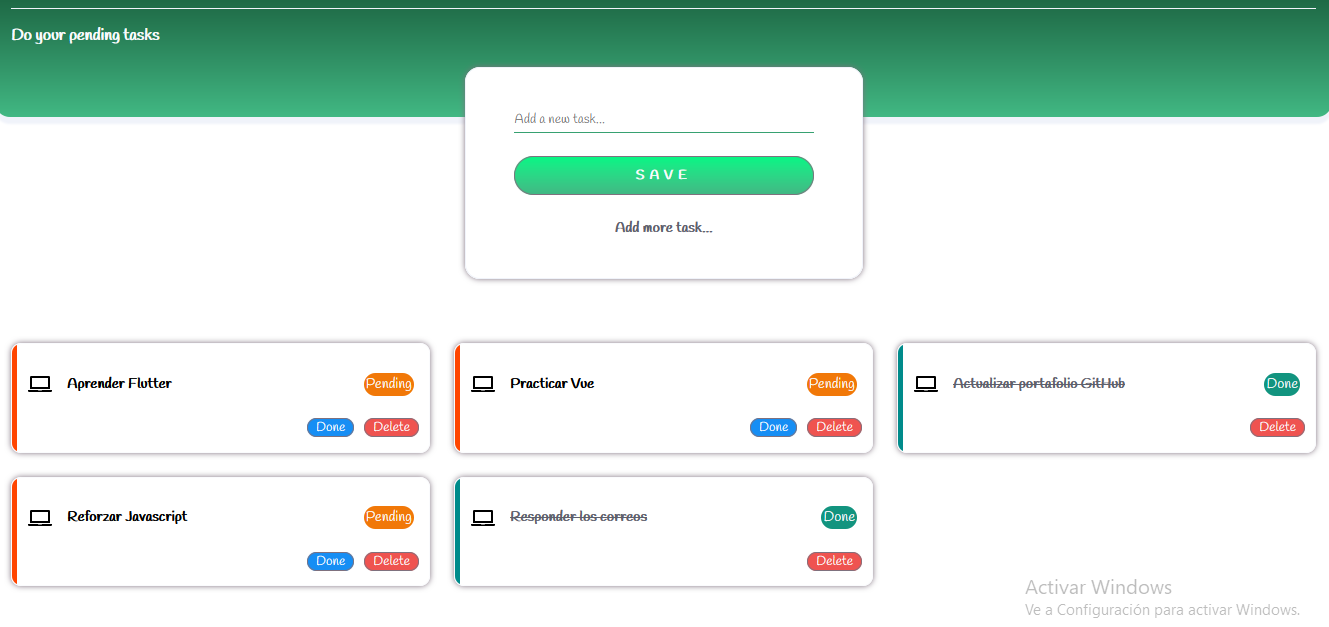 Do your pending tasks
Add a new task...
SAVE
Add more task...
Aprender Flutter Pending
Done Delete
Practicar Vue Pending
Done Delete
Actualizar portafolio GitHub Done
Delete
Reforzar Javascript Pending
Done Delete
Responder los correos Done
Delete
Activar Windows
Ve a Configuración para activar Windows.